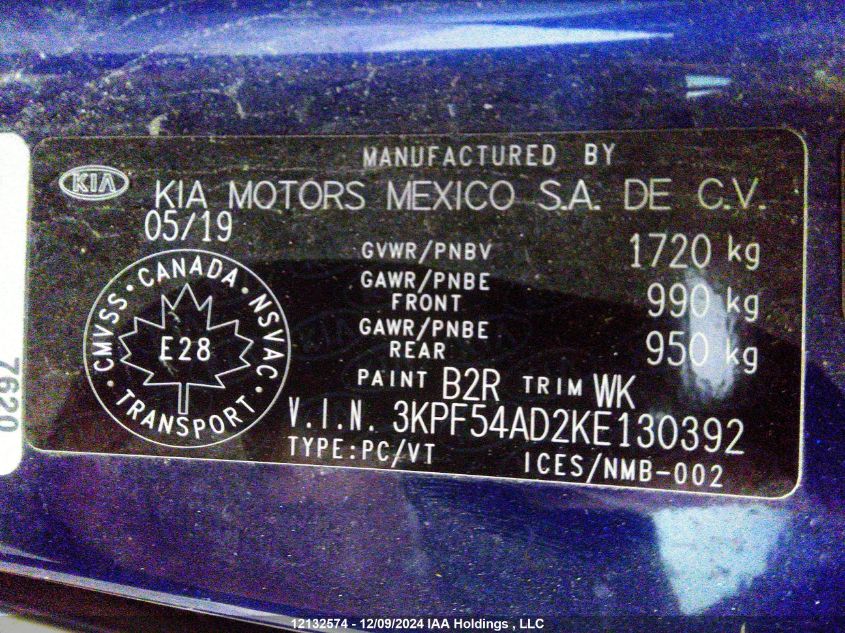 MANUFACTURED BY
KIA
KIA MOTORS MEXICO S.A. DE C.V.
05/19
GVWR/PNBV 1720 kg
GAWR/PNBE
FRONT 990 kg
GAWR/PNBE
REAR 950 kg
PAINT B2R TRIM WK
V.I.N. 3KPF54AD2KE130392
TYPE:PC/VT ICES/NMB-002
CMVSS · CANADA · NSVAC · TRANSPORT ·
E28
7620
12132574 - 12/09/2024 IAA Holdings , LLC